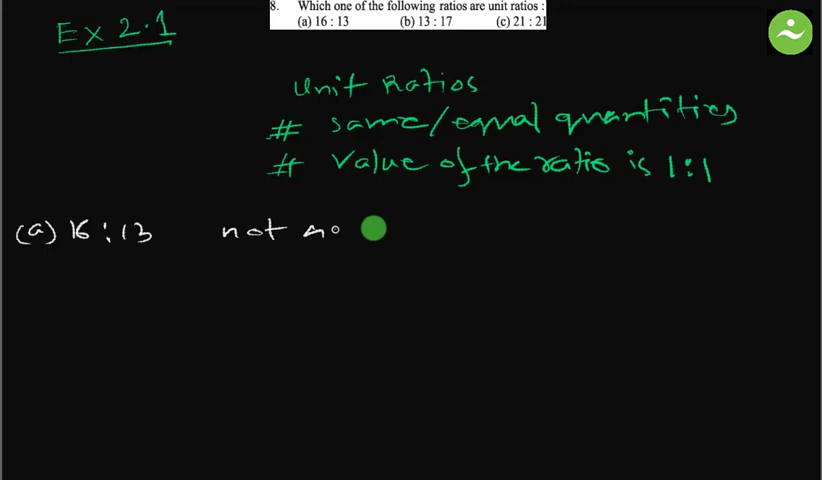 8. Which one of the following ratios are unit ratios :
(a) 16 : 13 (b) 13 : 17 (c) 21 : 21
Ex 2.1
Unit Ratios
# same/equal quantities
# Value of the ratio is 1:1
(a) 16 : 13 not